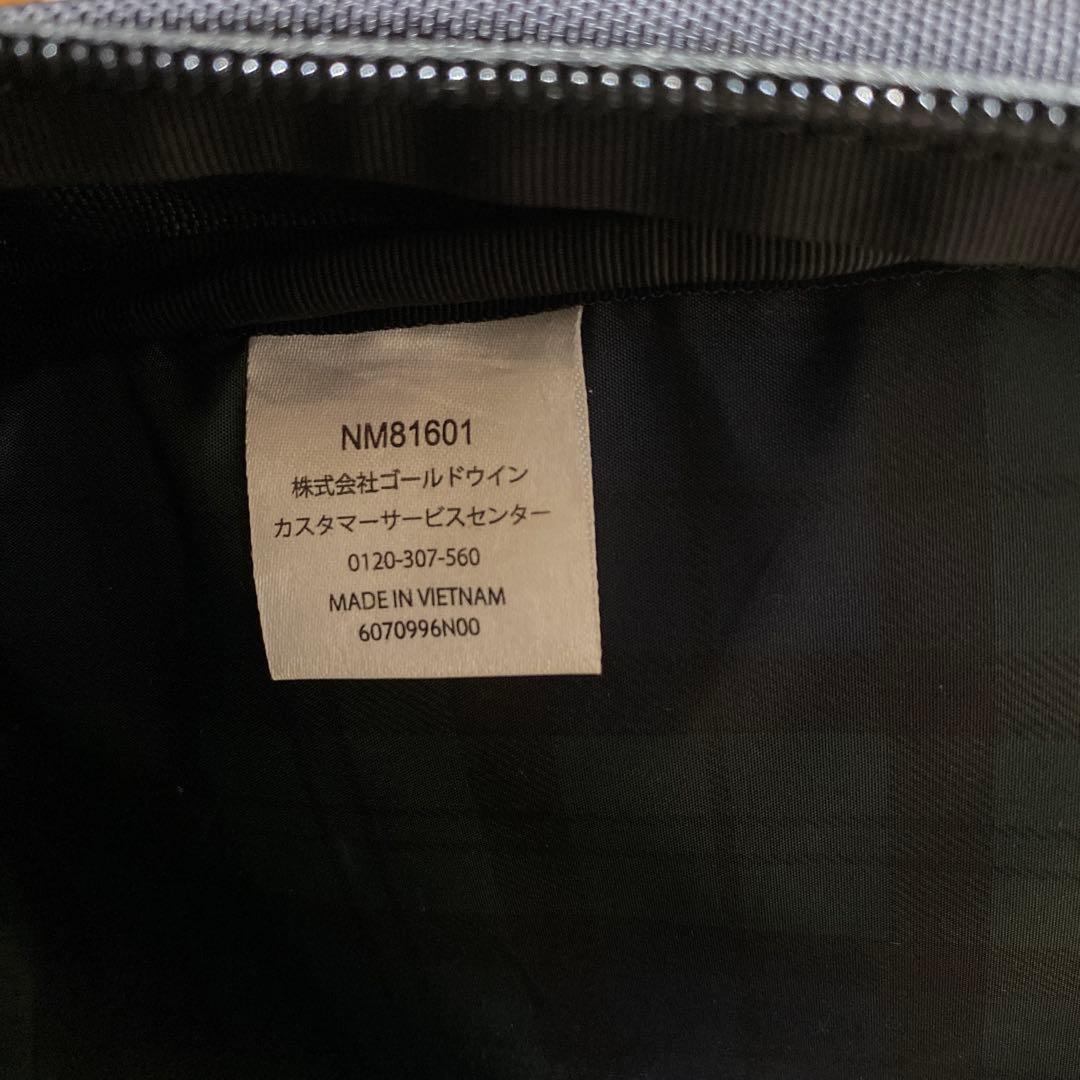 NM81601
株式会社ゴールドウイン
カスタマーサービスセンター
0120-307-560
MADE IN VIETNAM
6070996N00